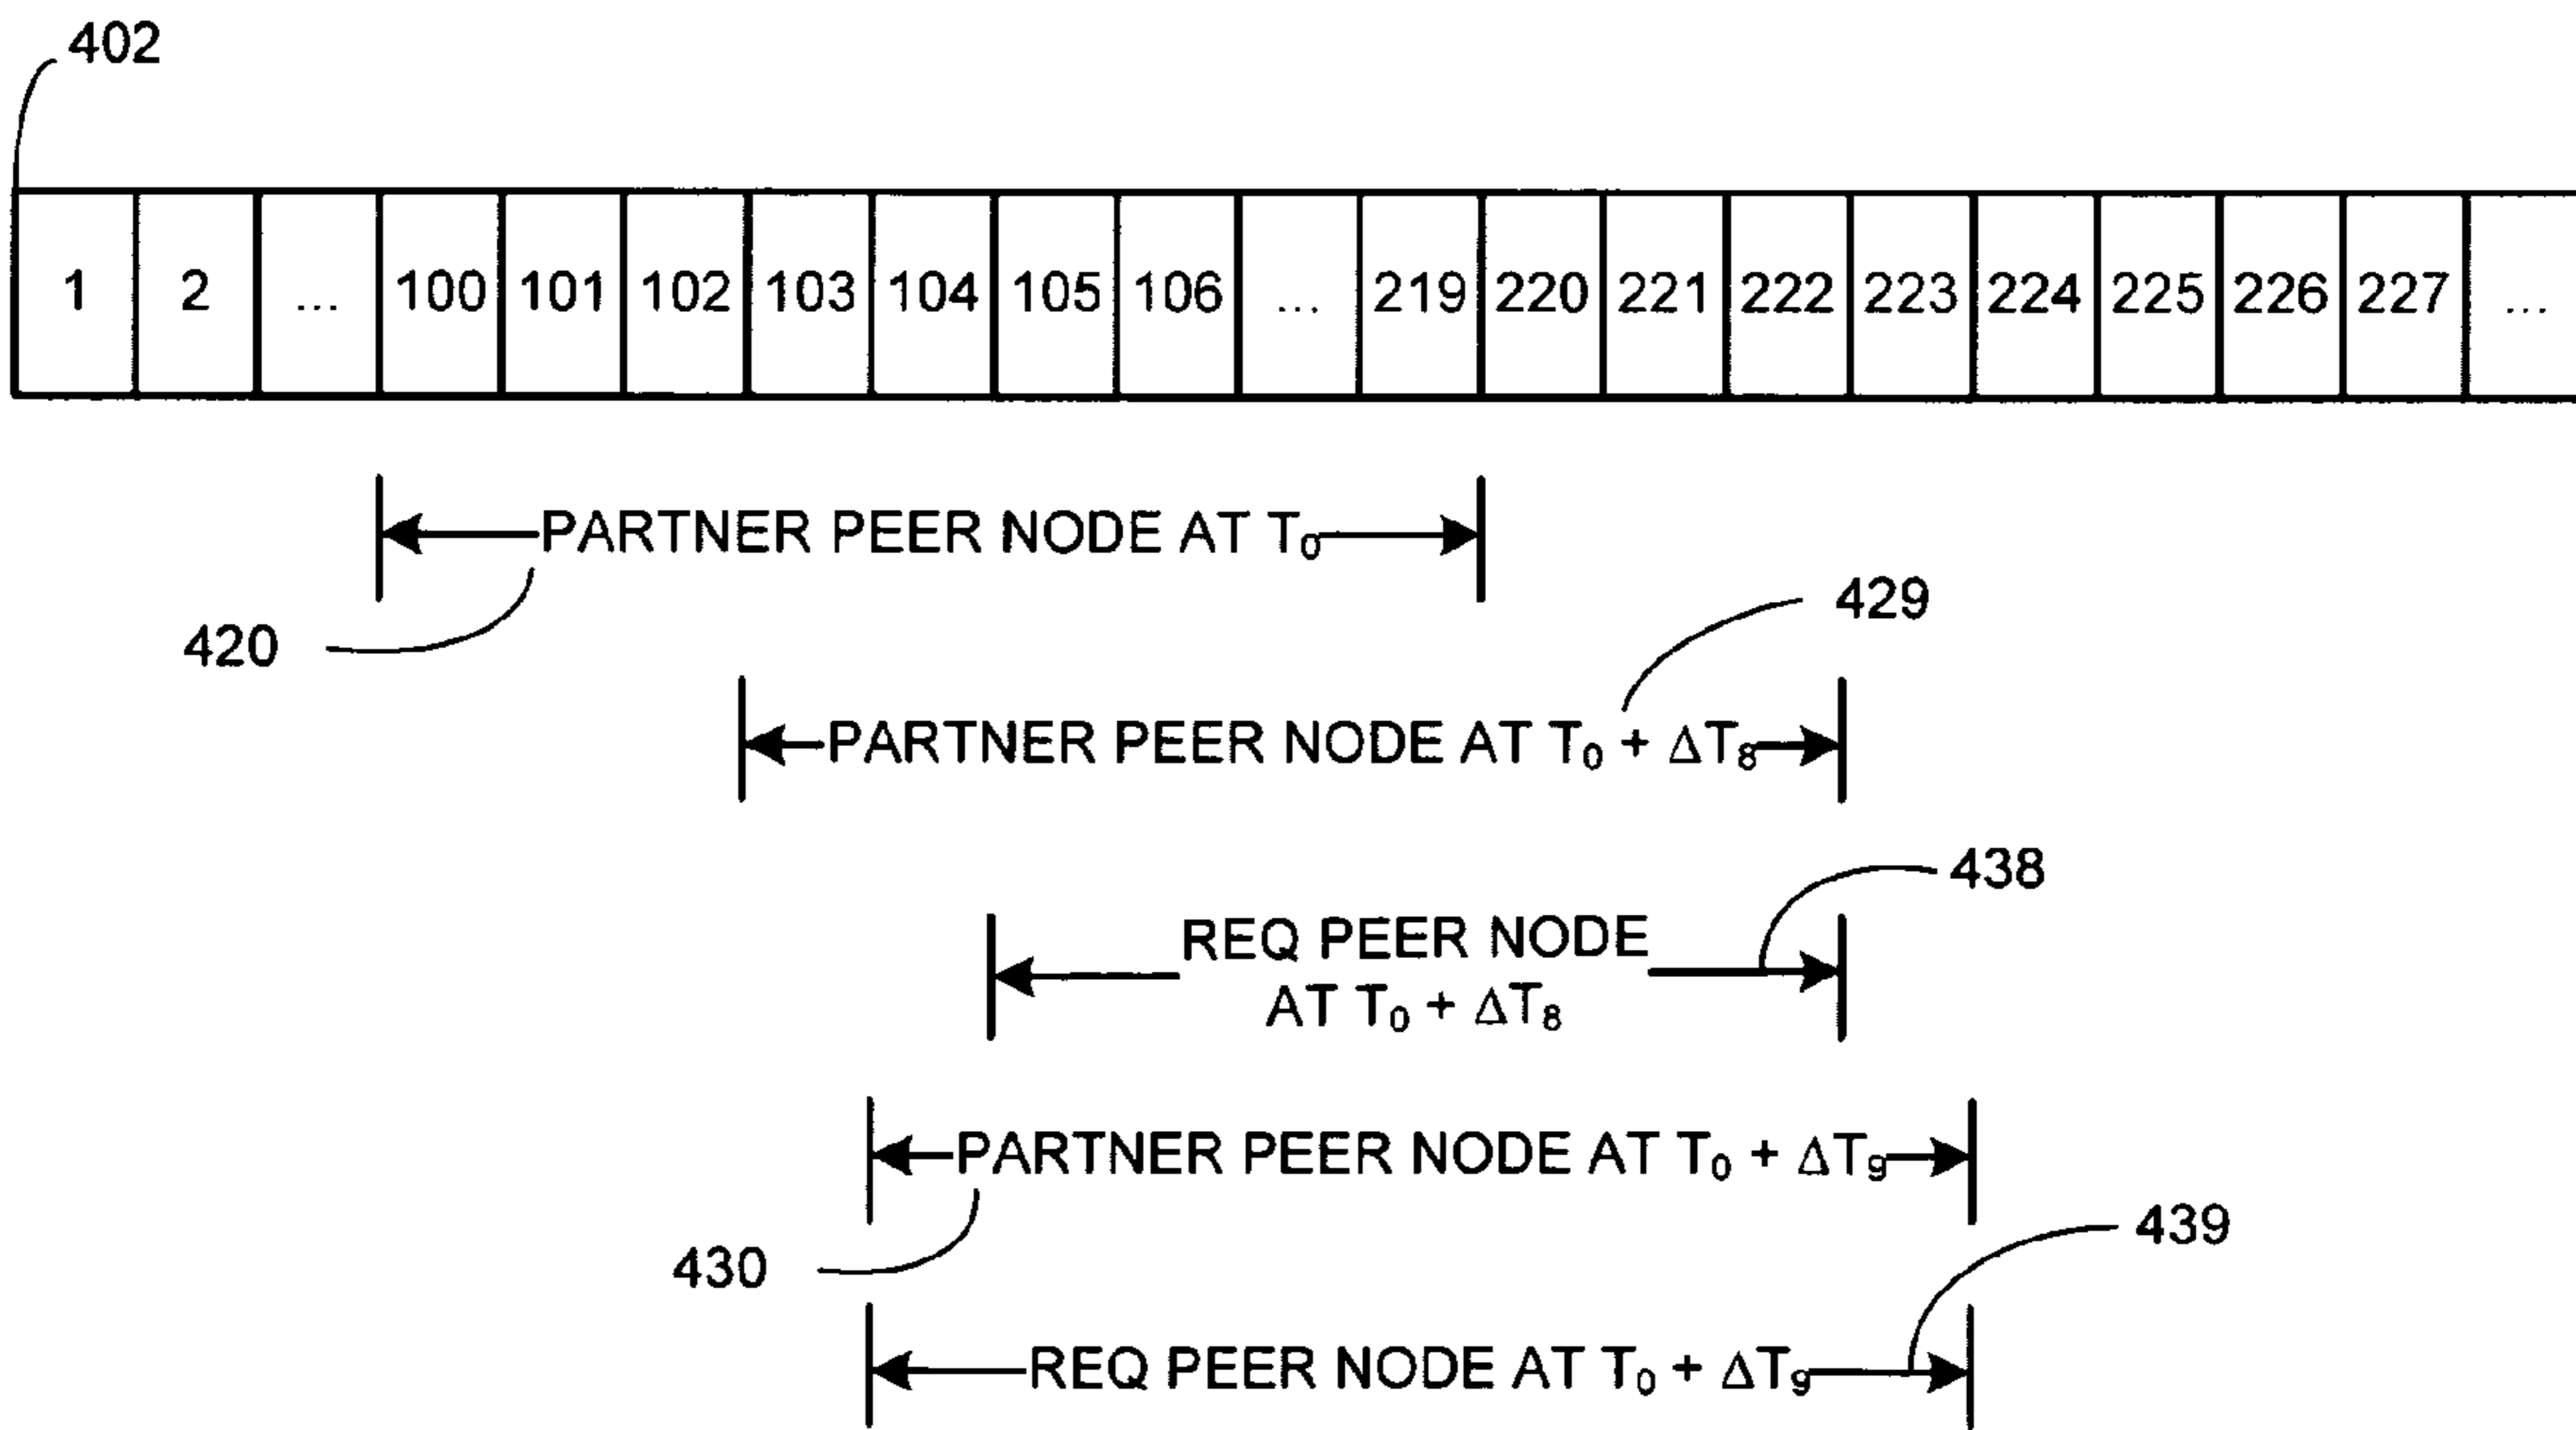 402
1 2 ... 100 101 102 103 104 105 106 ... 219 220 221 222 223 224 225 226 227 ...
PARTNER PEER NODE AT T₀
420
429
PARTNER PEER NODE AT T₀ + ΔT₈
438
REQ PEER NODE
AT T₀ + ΔT₈
PARTNER PEER NODE AT T₀ + ΔT₉
430
439
REQ PEER NODE AT T₀ + ΔT₉